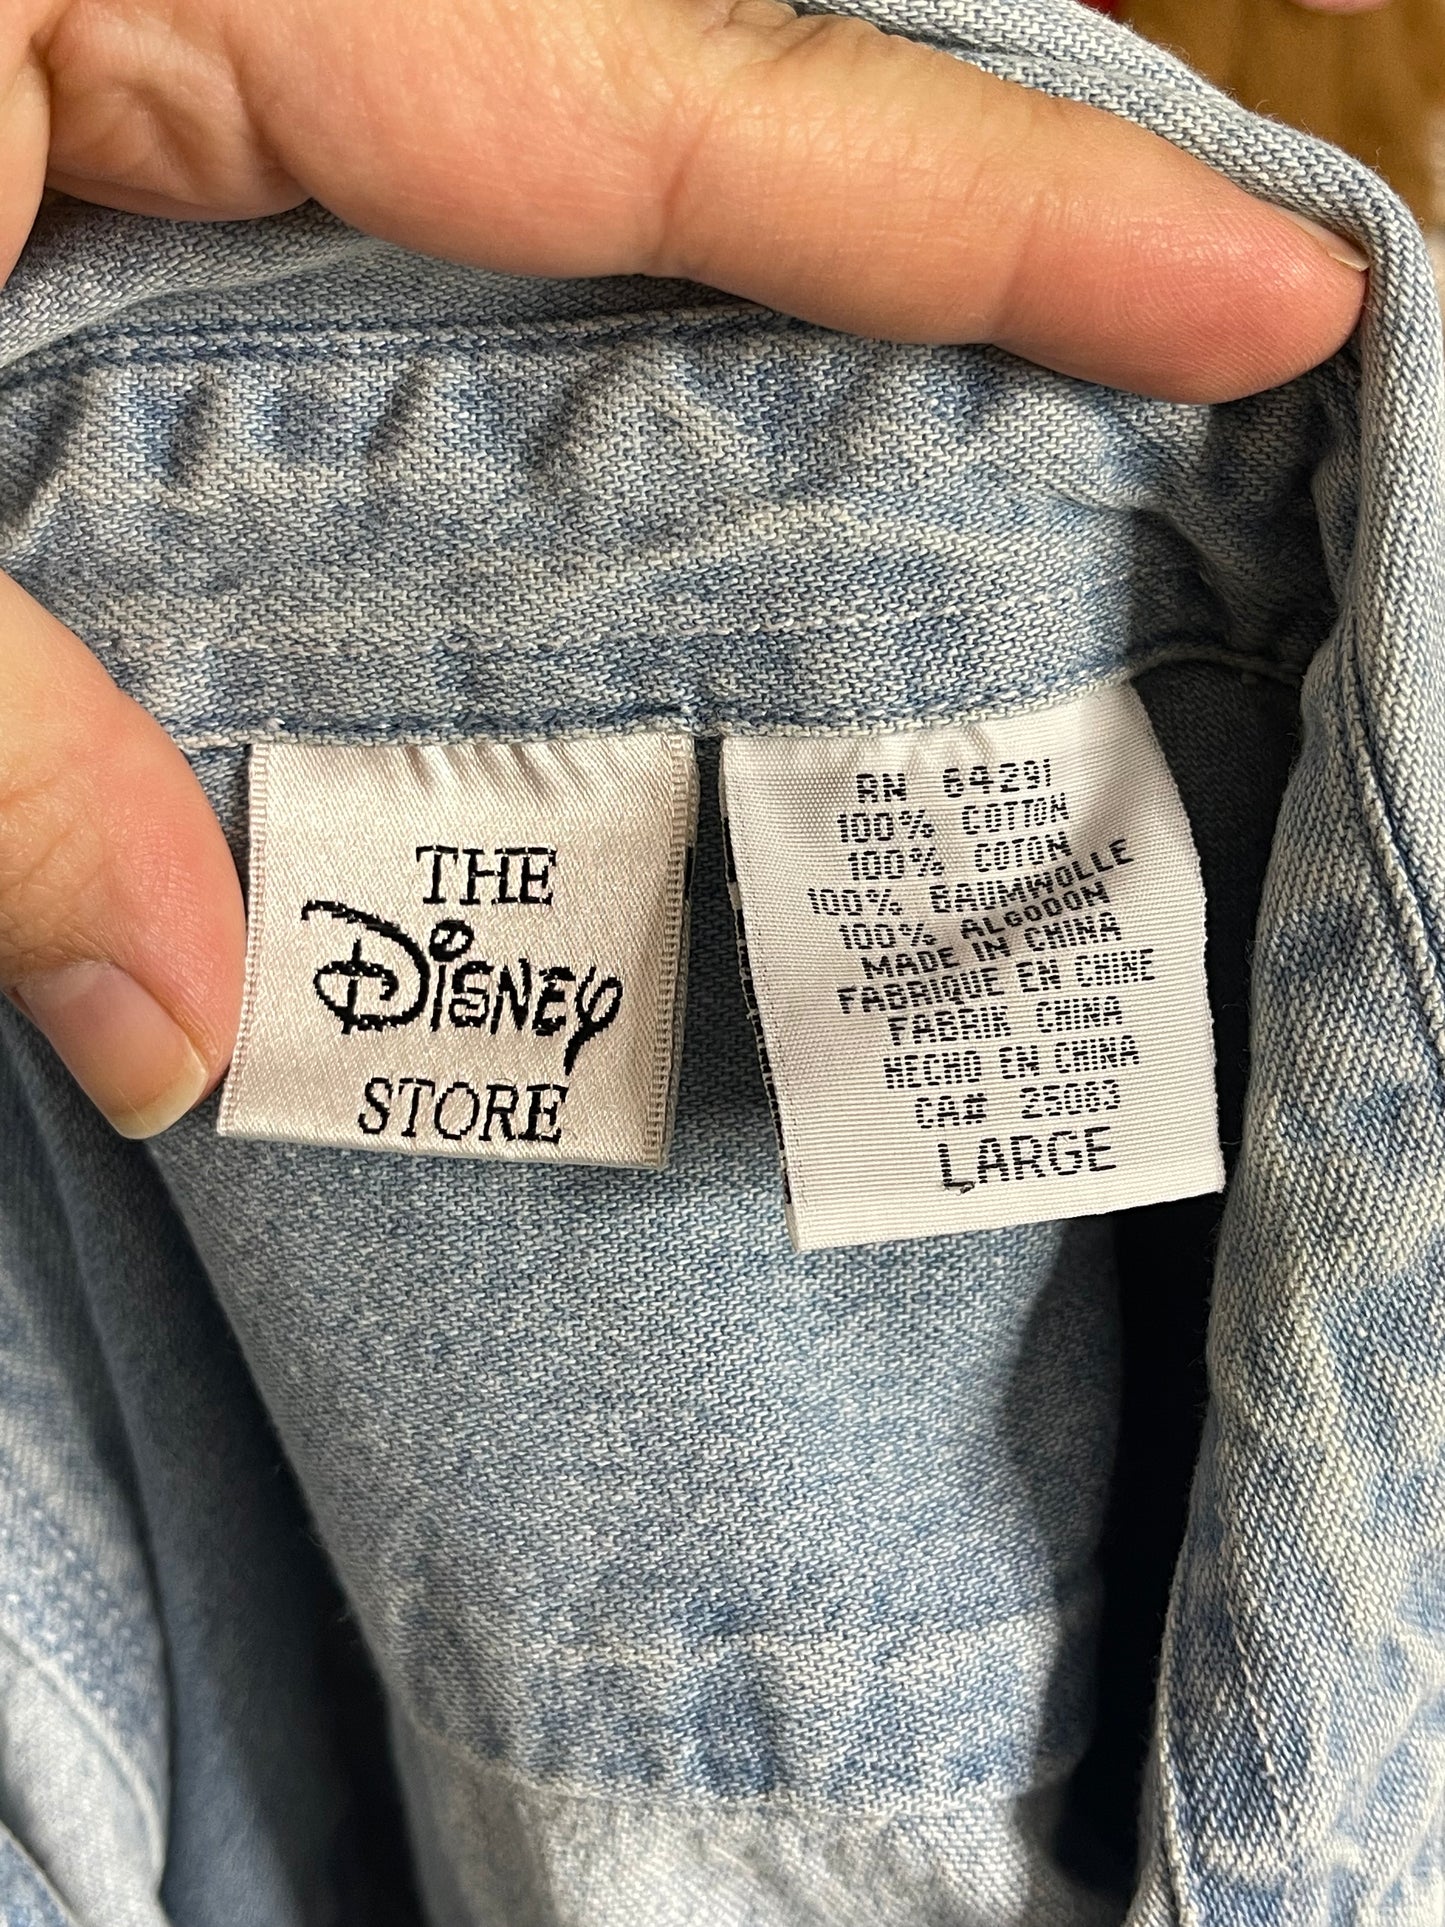 THE
Disney
STORE
RN 64291
100% COTTON
100% COTON
100% BAUMWOLLE
100% ALGODON
MADE IN CHINA
FABRIQUE EN CHINE
FABRIK CHINA
HECHO EN CHINA
CA# 25083
LARGE